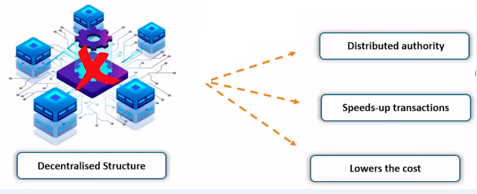 Distributed authority
Speeds-up transactions
Decentralised Structure
Lowers the cost